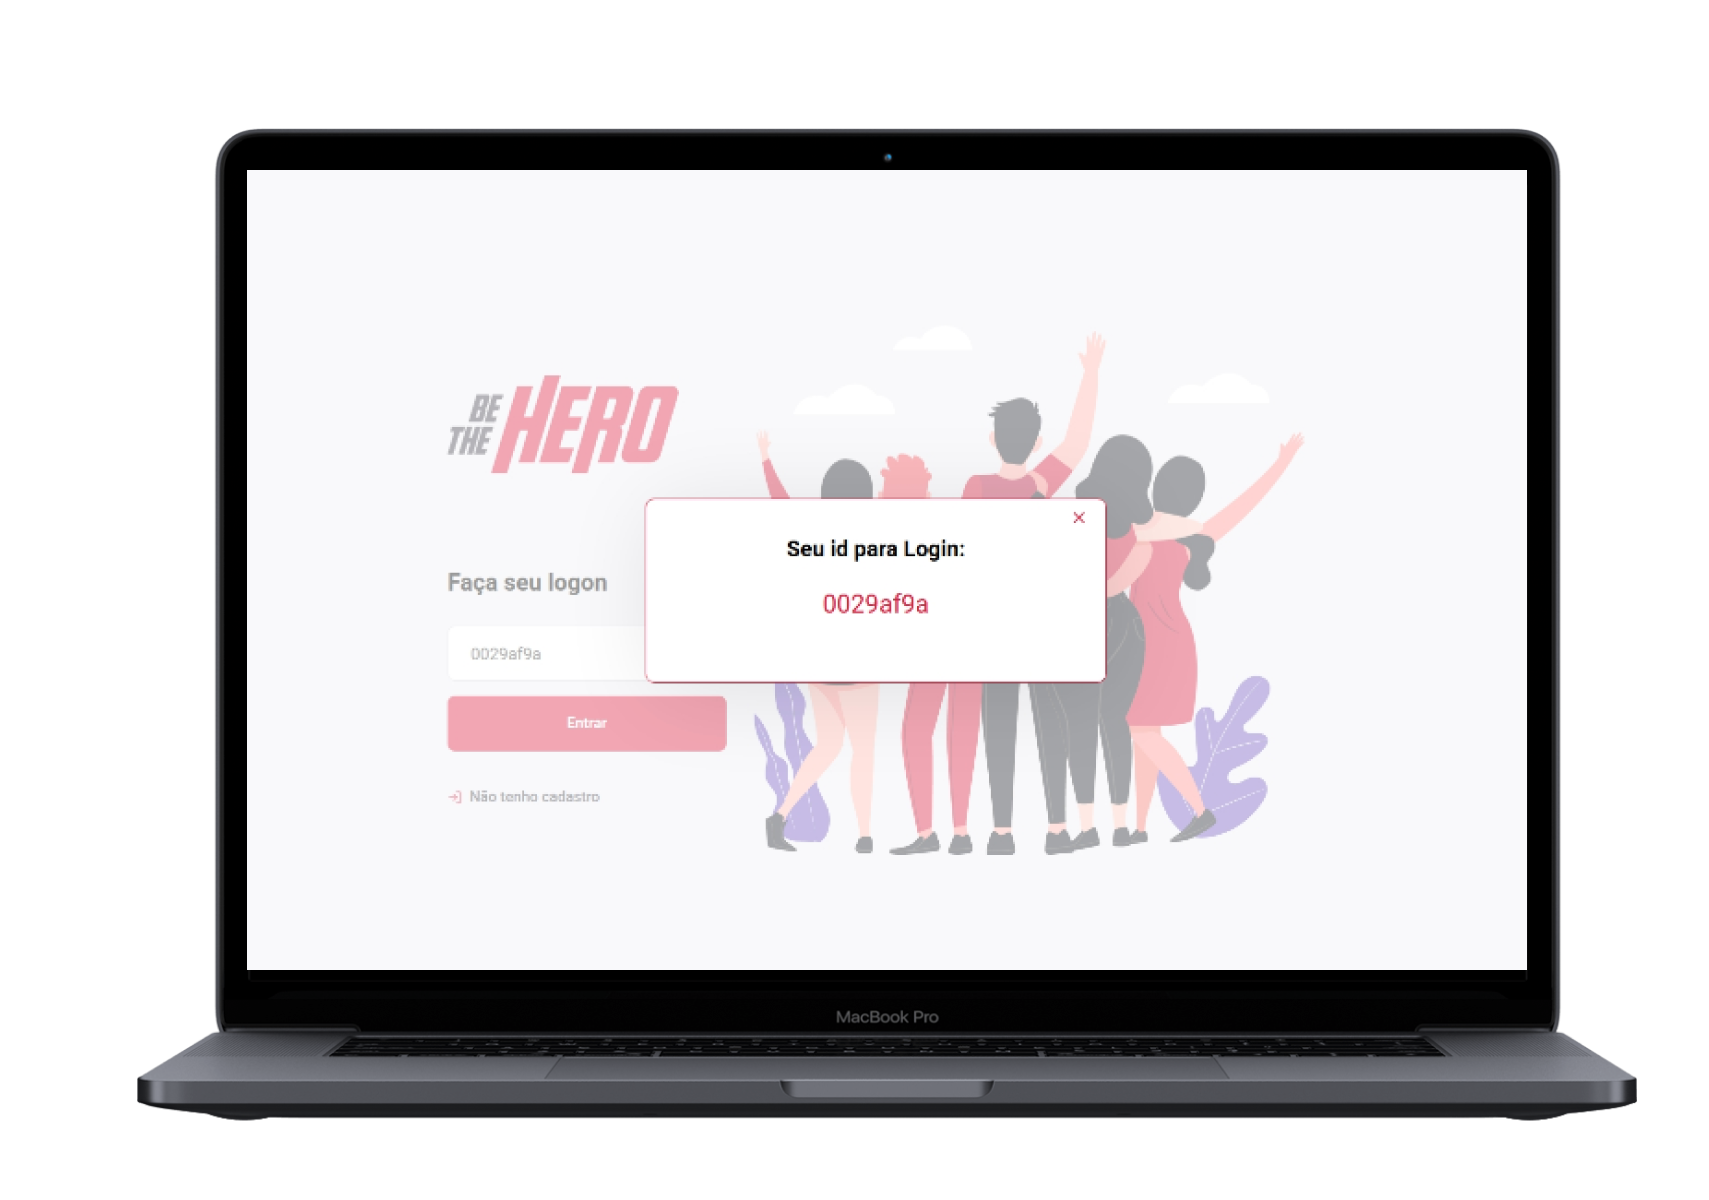 BE
THE HERO
Seu id para Login:
0029af9a
Faça seu logon
0029af9a
Entrar
Não tenho cadastro
MacBook Pro